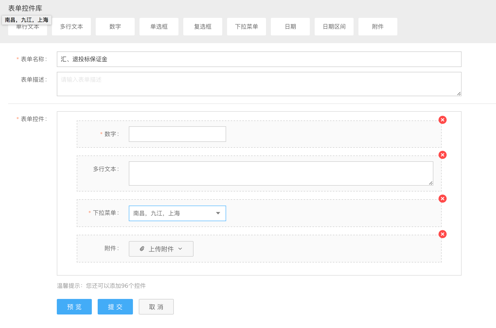 表单控件库
单行文本 多行文本 数字 单选框 复选框 下拉菜单 日期 日期区间 附件
南昌、九江、上海
* 表单名称： 汇、退投标保证金
表单描述： 请输入表单描述
* 表单控件：
* 数字：
多行文本：
* 下拉菜单： 南昌、九江、上海
附件： 上传附件
温馨提示：您还可以添加96个控件
预 览 提 交 取 消